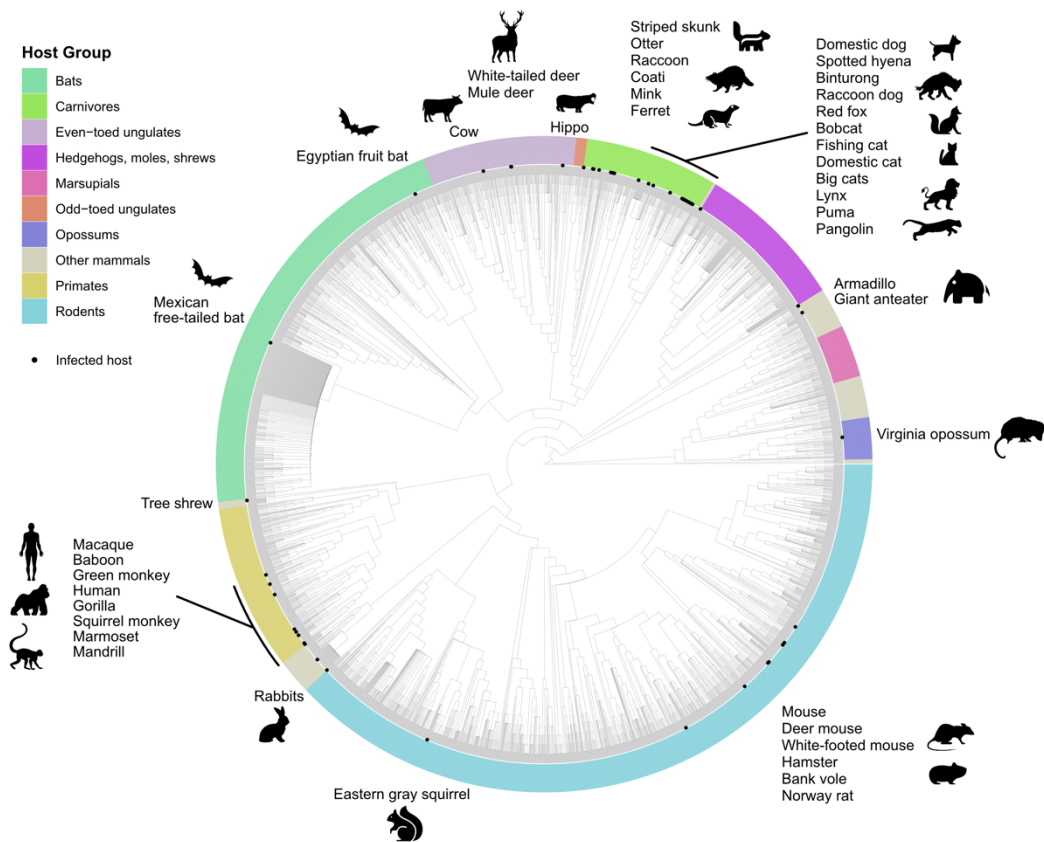 Host Group
Bats
Carnivores
Even−toed ungulates
Hedgehogs, moles, shrews
Marsupials
Odd−toed ungulates
Opossums
Other mammals
Primates
Rodents
Infected host
White-tailed deer
Mule deer
Cow
Hippo
Egyptian fruit bat
Striped skunk
Otter
Raccoon
Coati
Mink
Ferret
Domestic dog
Spotted hyena
Binturong
Raccoon dog
Red fox
Bobcat
Fishing cat
Domestic cat
Big cats
Lynx
Puma
Pangolin
Mexican
free-tailed bat
Armadillo
Giant anteater
Virginia opossum
Tree shrew
Macaque
Baboon
Green monkey
Human
Gorilla
Squirrel monkey
Marmoset
Mandrill
Rabbits
Eastern gray squirrel
Mouse
Deer mouse
White-footed mouse
Hamster
Bank vole
Norway rat